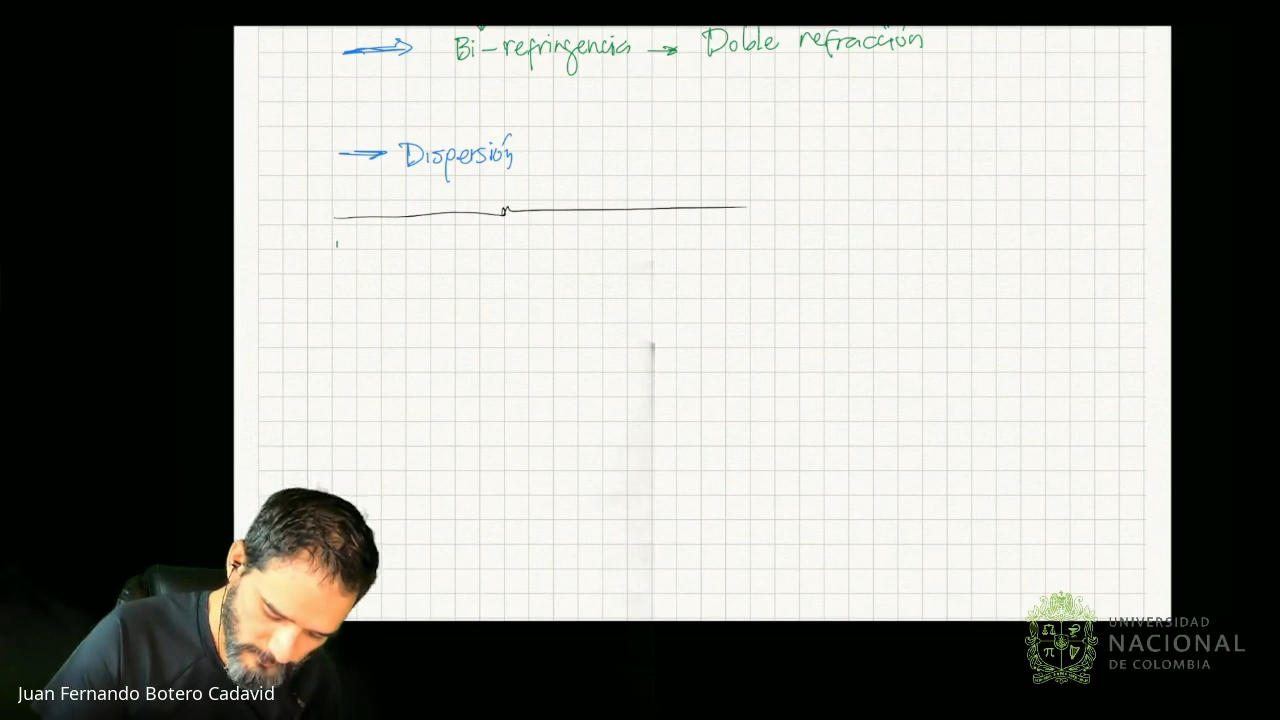 Bi-refringencia → Doble refracción
→ Dispersión
UNIVERSIDAD
NACIONAL
DE COLOMBIA
Juan Fernando Botero Cadavid